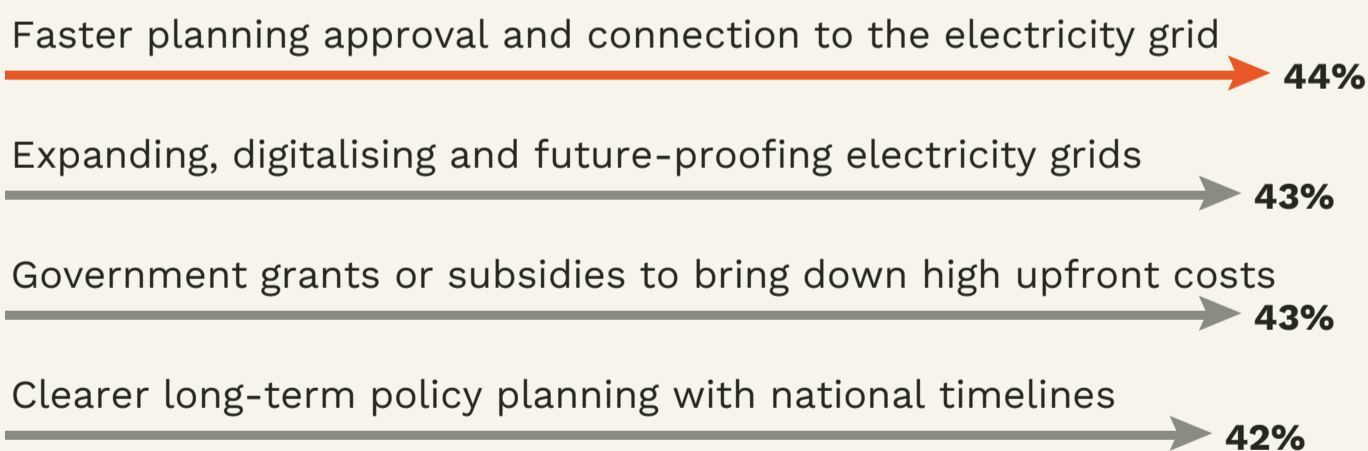 Faster planning approval and connection to the electricity grid
44%
Expanding, digitalising and future-proofing electricity grids
43%
Government grants or subsidies to bring down high upfront costs
43%
Clearer long-term policy planning with national timelines
42%